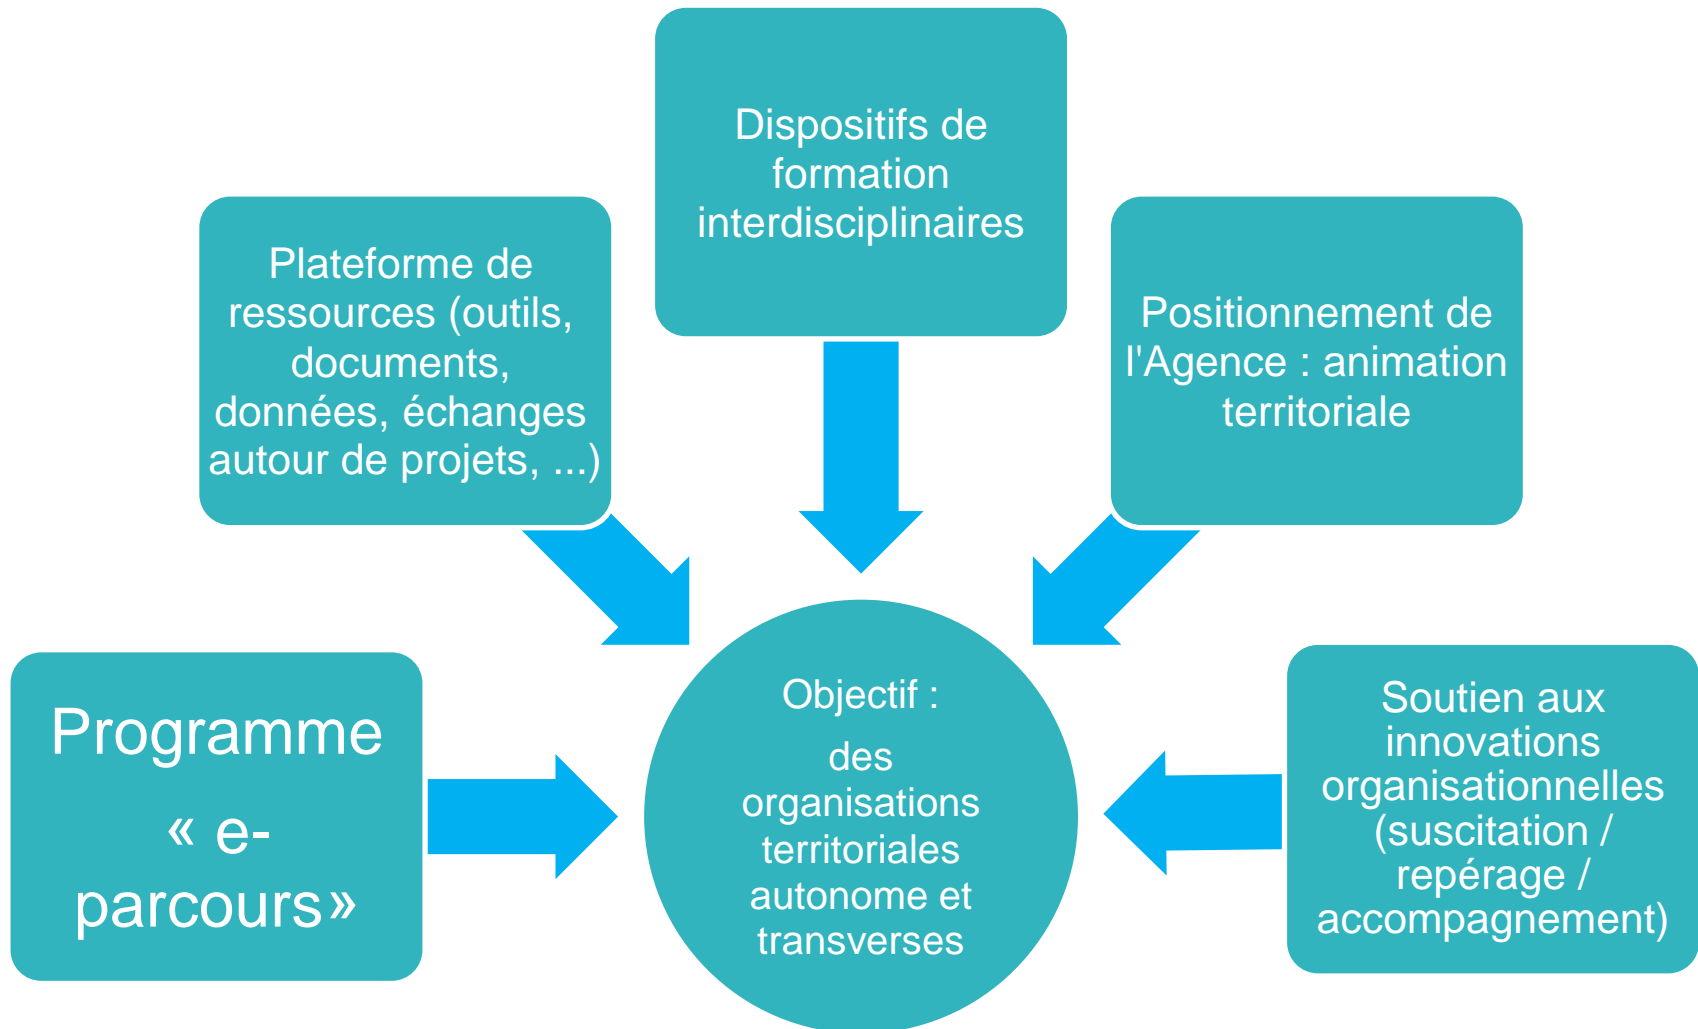 Dispositifs de
formation
interdisciplinaires
Plateforme de
ressources (outils,
documents,
données, échanges
autour de projets, ...)
Positionnement de
l'Agence : animation
territoriale
Programme
« e-
parcours»
Objectif :
des
organisations
territoriales
autonome et
transverses
Soutien aux
innovations
organisationnelles
(suscitation /
repérage /
accompagnement)